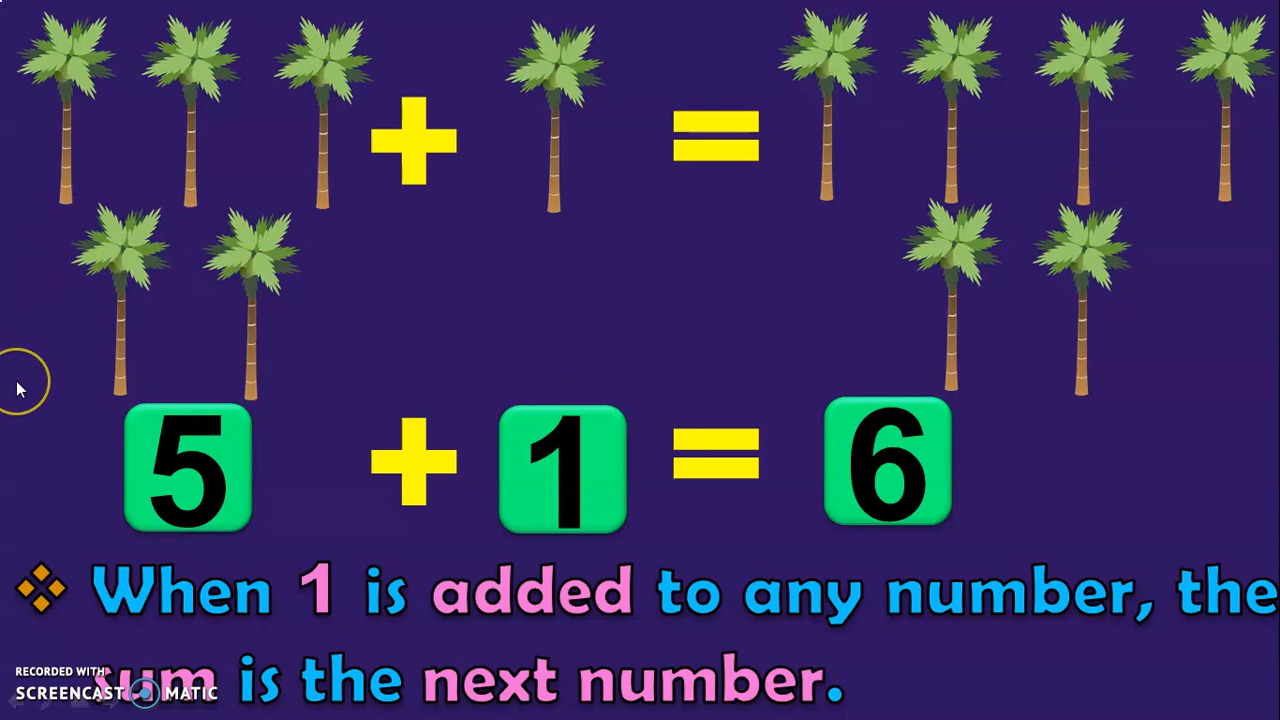 + =
5 + 1 = 6
❖ When 1 is added to any number, the
sum is the next number.
RECORDED WITH
SCREENCAST MATIC